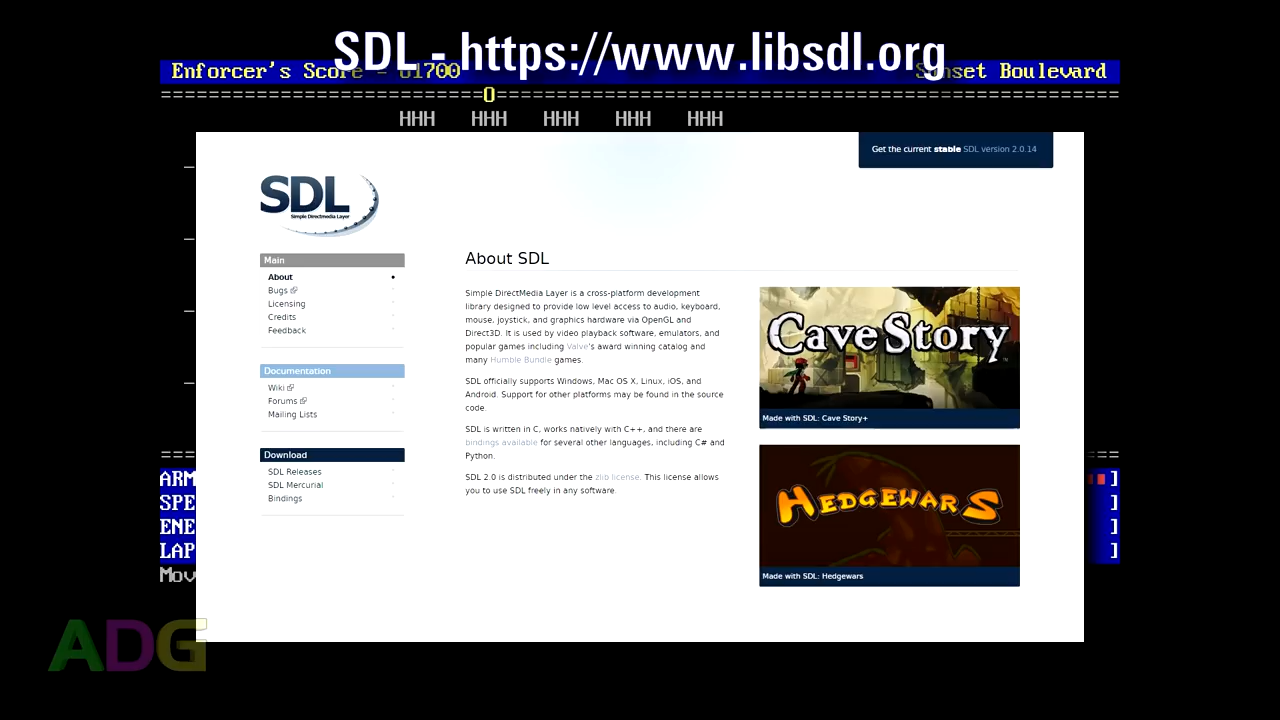 SDL - https://www.libsdl.org
Enforcer's Score - 61700
Sunset Boulevard
HHH HHH HHH HHH HHH
Get the current stable SDL version 2.0.14
SDL
Simple Directmedia Layer
Main
About
Bugs
Licensing
Credits
Feedback
Documentation
Wiki
Forums
Mailing Lists
Download
SDL Releases
SDL Mercurial
Bindings
About SDL
Simple DirectMedia Layer is a cross-platform development
library designed to provide low level access to audio, keyboard,
mouse, joystick, and graphics hardware via OpenGL and
Direct3D. It is used by video playback software, emulators, and
popular games including Valve's award winning catalog and
many Humble Bundle games.
SDL officially supports Windows, Mac OS X, Linux, iOS, and
Android. Support for other platforms may be found in the source
code.
SDL is written in C, works natively with C++, and there are
bindings available for several other languages, including C# and
Python.
SDL 2.0 is distributed under the zlib license. This license allows
you to use SDL freely in any software.
Cave Story
Made with SDL: Cave Story+
HEDGEWARS
Made with SDL: Hedgewars
ARM
SPE
ENE
LAP
Mov
ADG